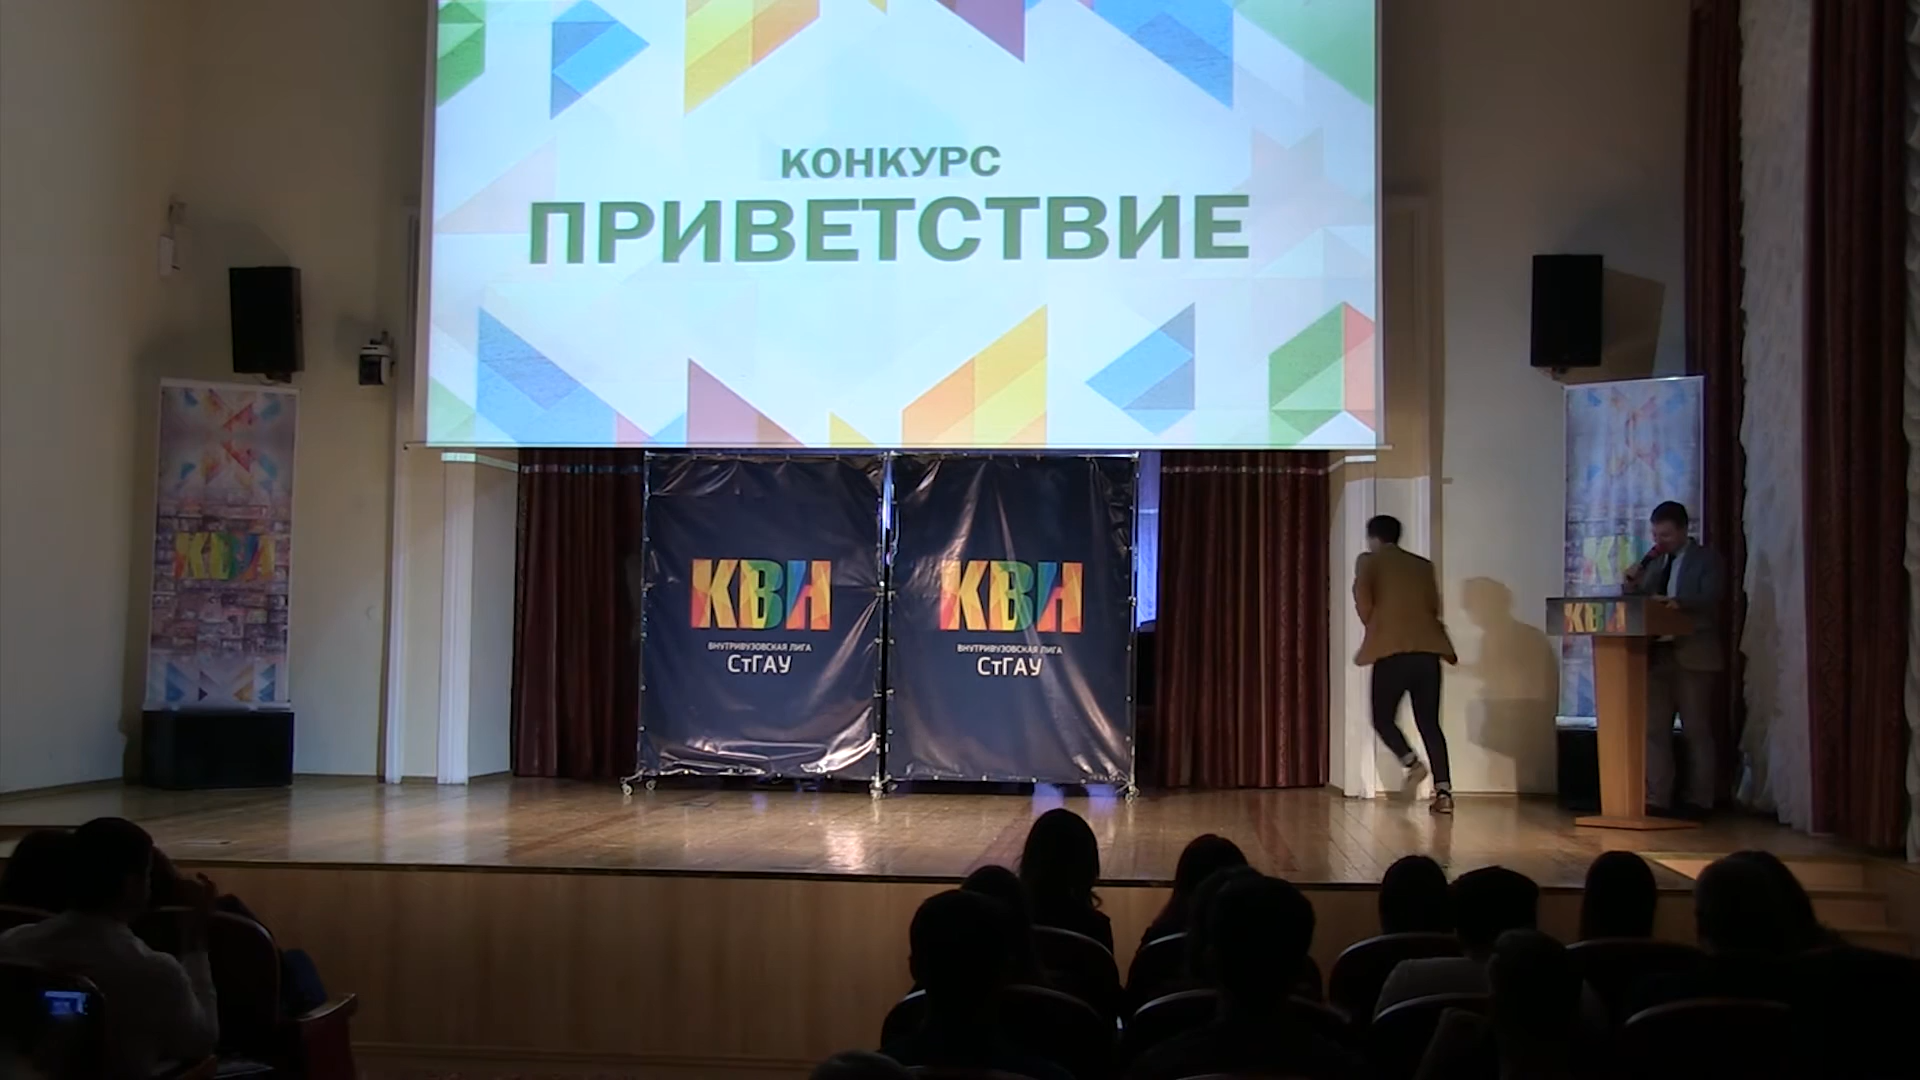 КОНКУРС
ПРИВЕТСТВИЕ
КВН
ВНУТРИВУЗОВСКАЯ ЛИГА
СтГАУ
КВН
ВНУТРИВУЗОВСКАЯ ЛИГА
СтГАУ
КВН
КВН
КВН